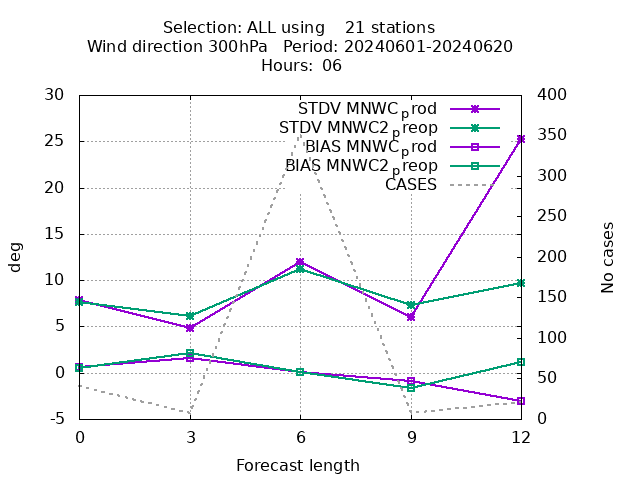 Selection: ALL using    21 stations
Wind direction 300hPa   Period: 20240601-20240620
Hours: 06
30
25
20
15
10
5
0
-5
400
350
300
250
200
150
100
50
0
STDV MNWC_prod
STDV MNWC2_preop
BIAS MNWC_prod
BIAS MNWC2_preop
CASES
deg
No cases
0 3 6 9 12
Forecast length